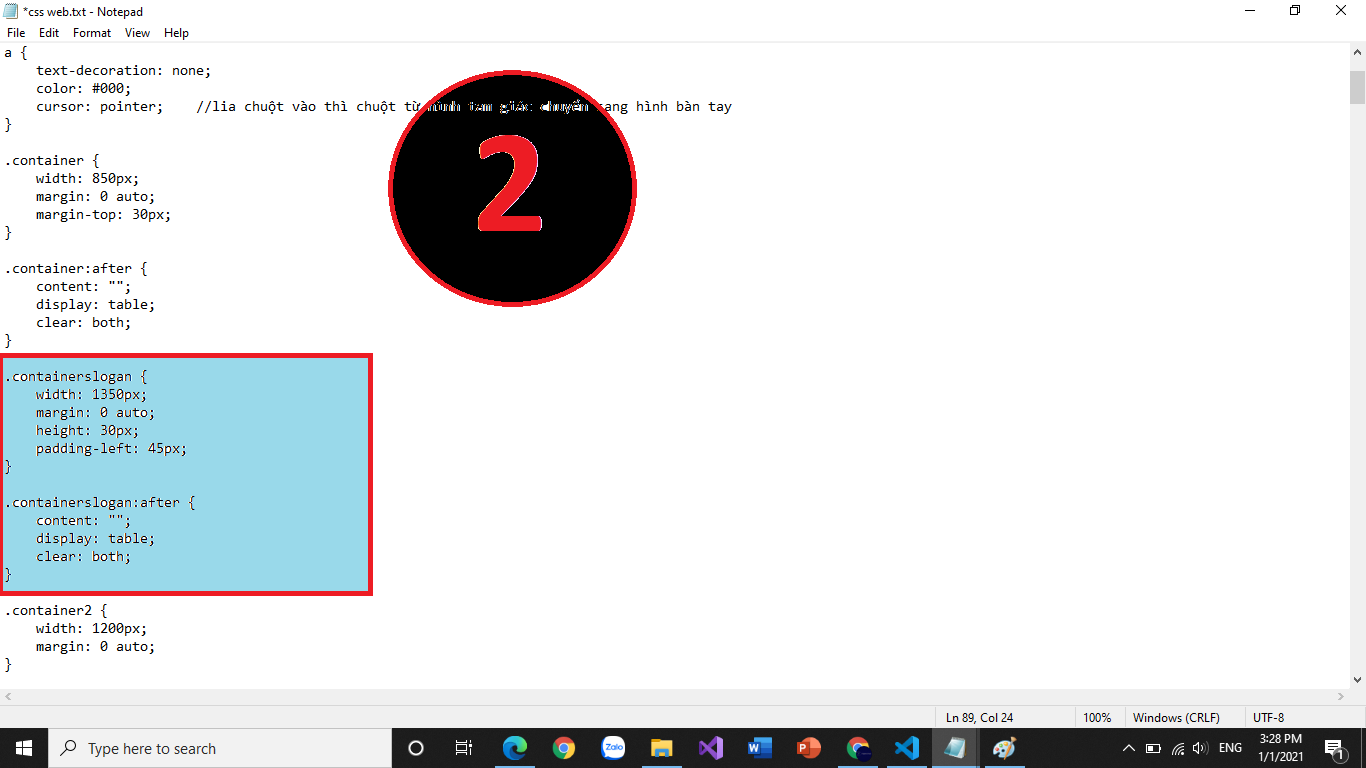 *css web.txt - Notepad
File Edit Format View Help
a {
    text-decoration: none;
    color: #000;
    cursor: pointer;    //lia chuột vào thì chuột từ hình tam giác chuyển sang hình bàn tay
}
.container {
    width: 850px;
    margin: 0 auto;
    margin-top: 30px;
}
.container:after {
    content: "";
    display: table;
    clear: both;
}
.containerslogan {
    width: 1350px;
    margin: 0 auto;
    height: 30px;
    padding-left: 45px;
}
.containerslogan:after {
    content: "";
    display: table;
    clear: both;
}
.container2 {
    width: 1200px;
    margin: 0 auto;
}
2
Ln 89, Col 24 100% Windows (CRLF) UTF-8
Type here to search
Zalo
ENG
3:28 PM
1/1/2021
1